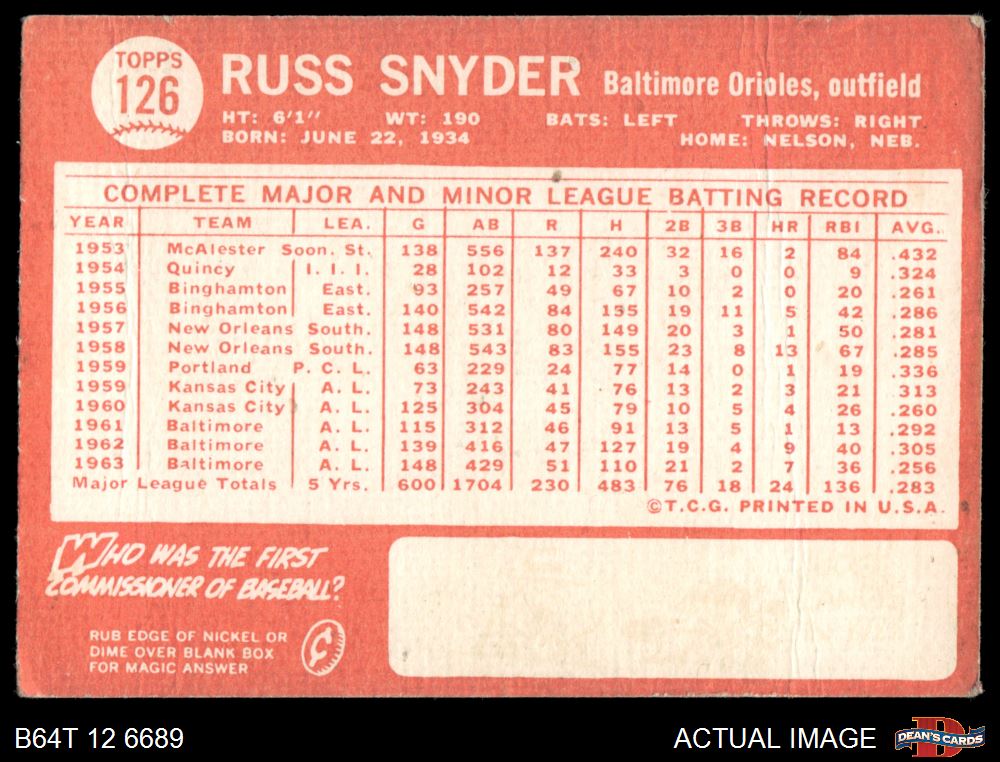 TOPPS
126
RUSS SNYDER Baltimore Orioles, outfield
HT: 6'1" WT: 190 BATS: LEFT THROWS: RIGHT
BORN: JUNE 22, 1934 HOME: NELSON, NEB.
COMPLETE MAJOR AND MINOR LEAGUE BATTING RECORD
YEAR TEAM LEA. G AB R H 2B 3B HR RBI AVG.
1953 McAlester Soon. St. 138 556 137 240 32 16 2 84 .432
1954 Quincy I. I. I. 28 102 12 33 3 0 0 9 .324
1955 Binghamton East. 93 257 49 67 10 2 0 20 .261
1956 Binghamton East. 140 542 84 155 19 11 5 42 .286
1957 New Orleans South. 148 531 80 149 20 3 1 50 .281
1958 New Orleans South. 148 543 83 155 23 8 13 67 .285
1959 Portland P. C. L. 63 229 24 77 14 0 1 19 .336
1959 Kansas City A. L. 73 243 41 76 13 2 3 21 .313
1960 Kansas City A. L. 125 304 45 79 10 5 4 26 .260
1961 Baltimore A. L. 115 312 46 91 13 5 1 13 .292
1962 Baltimore A. L. 139 416 47 127 19 4 9 40 .305
1963 Baltimore A. L. 148 429 51 110 21 2 7 36 .256
Major League Totals 5 Yrs. 600 1704 230 483 76 18 24 136 .283
©T.C.G. PRINTED IN U.S.A.
WHO WAS THE FIRST
COMMISSIONER OF BASEBALL?
RUB EDGE OF NICKEL OR
DIME OVER BLANK BOX
FOR MAGIC ANSWER
¢
B64T 12 6689
ACTUAL IMAGE
D
DEAN'S CARDS